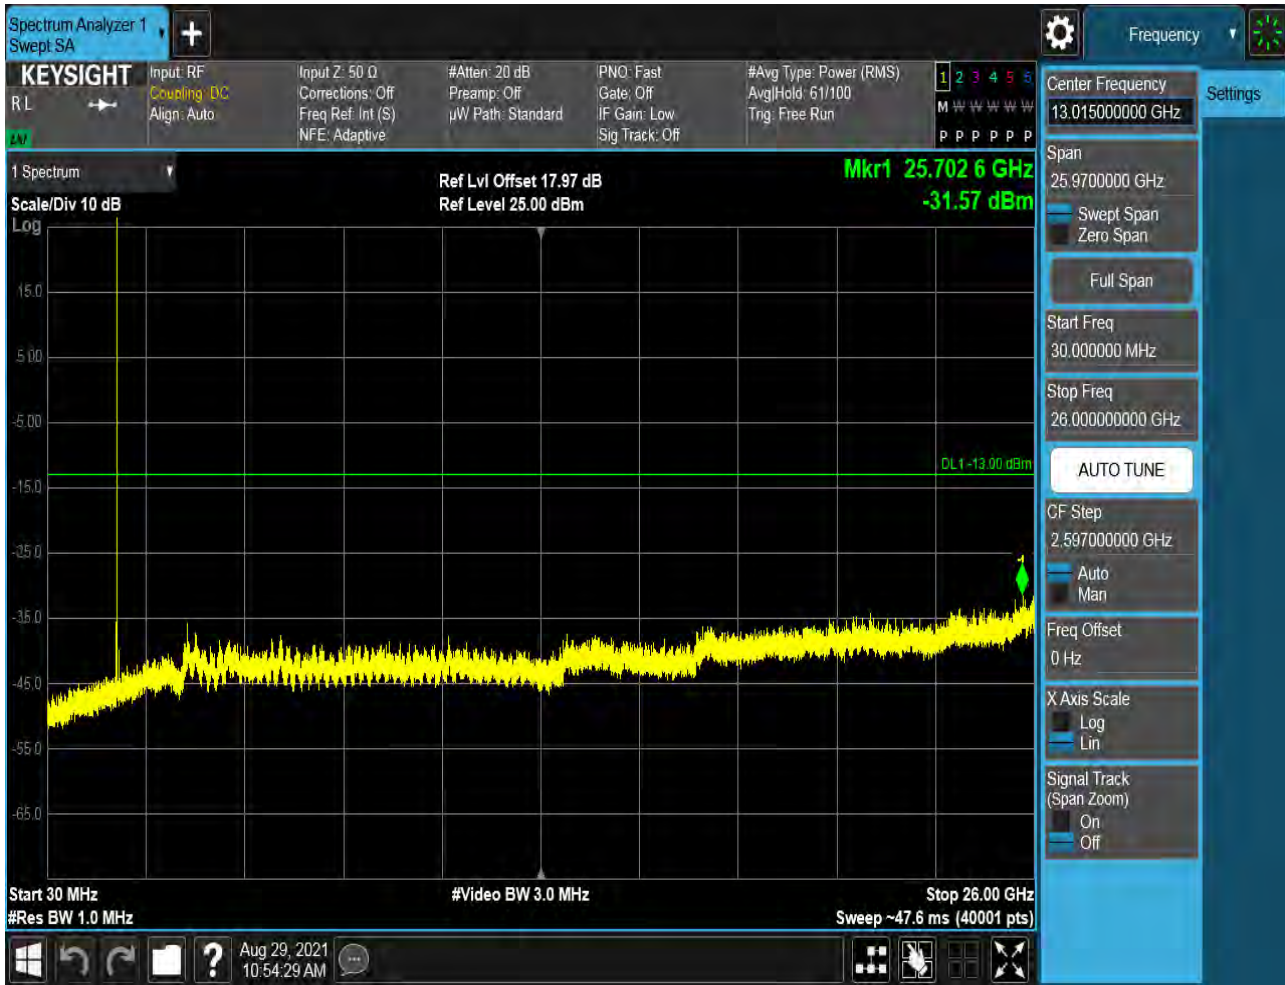 Spectrum Analyzer 1
Swept SA
Frequency
KEYSIGHT
R L
LNI
Input: RF
Coupling: DC
Align: Auto
Input Z: 50 Ω
Corrections: Off
Freq Ref: Int (S)
NFE: Adaptive
#Atten: 20 dB
Preamp: Off
µW Path: Standard
PNO: Fast
Gate: Off
IF Gain: Low
Sig Track: Off
#Avg Type: Power (RMS)
Avg|Hold: 61/100
Trig: Free Run
1 2 3 4 5 6
M W W W W W
P P P P P P
1 Spectrum
Scale/Div 10 dB
Log
Ref Lvl Offset 17.97 dB
Ref Level 25.00 dBm
Mkr1 25.702 6 GHz
-31.57 dBm
15.0
5.00
-5.00
DL1 -13.00 dBm
-15.0
-25.0
1
-35.0
-45.0
-55.0
-65.0
Start 30 MHz
#Video BW 3.0 MHz
Stop 26.00 GHz
#Res BW 1.0 MHz
Sweep ~47.6 ms (40001 pts)
?
Aug 29, 2021
10:54:29 AM
Center Frequency
13.015000000 GHz
Settings
Span
25.9700000 GHz
Swept Span
Zero Span
Full Span
Start Freq
30.000000 MHz
Stop Freq
26.000000000 GHz
AUTO TUNE
CF Step
2.597000000 GHz
Auto
Man
Freq Offset
0 Hz
X Axis Scale
Log
Lin
Signal Track
(Span Zoom)
On
Off